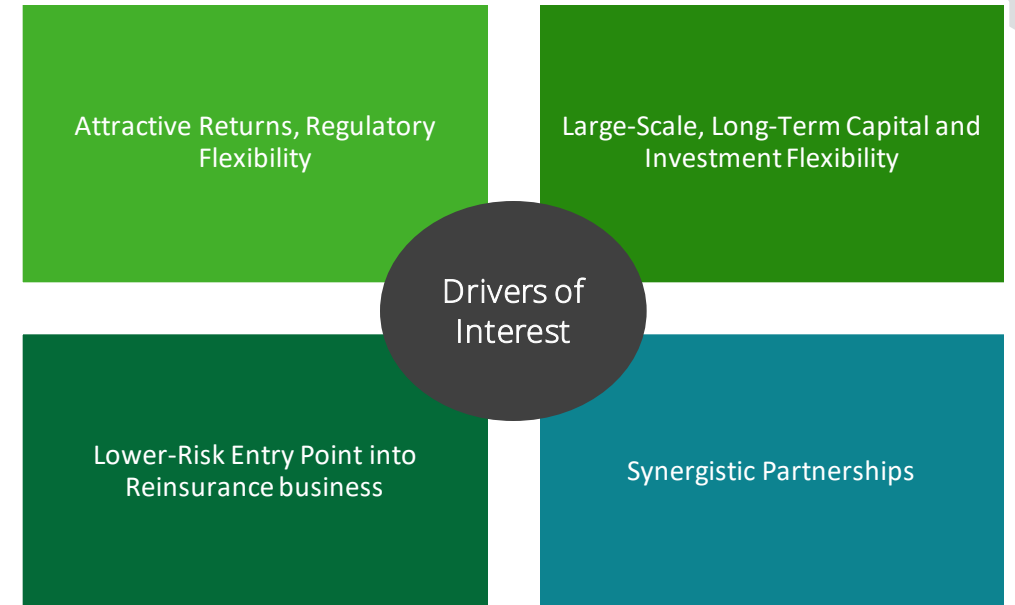 Attractive Returns, Regulatory
Flexibility
Large-Scale, Long-Term Capital and
Investment Flexibility
Drivers of
Interest
Lower-Risk Entry Point into
Reinsurance business
Synergistic Partnerships